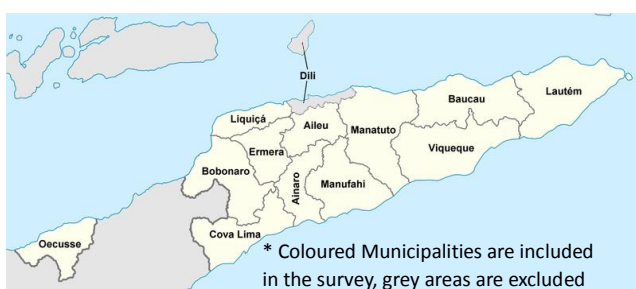 Dili
Baucau
Lautém
Liquiçá
Aileu
Manatuto
Ermera
Viqueque
Bobonaro
Ainaro
Manufahi
Cova Lima
Oecusse
* Coloured Municipalities are included
in the survey, grey areas are excluded